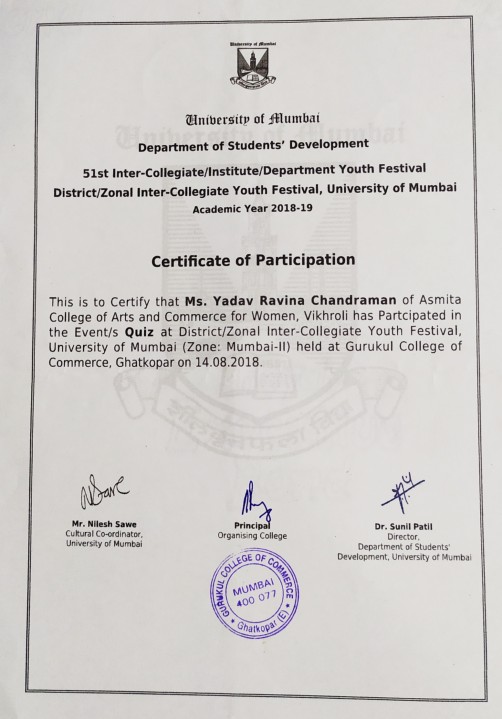 University of Mumbai
University of Mumbai
Department of Students' Development
51st Inter-Collegiate/Institute/Department Youth Festival
District/Zonal Inter-Collegiate Youth Festival, University of Mumbai
Academic Year 2018-19
Certificate of Participation
This is to Certify that Ms. Yadav Ravina Chandraman of Asmita
College of Arts and Commerce for Women, Vikhroli has Partcipated in
the Event/s Quiz at District/Zonal Inter-Collegiate Youth Festival,
University of Mumbai (Zone: Mumbai-II) held at Gurukul College of
Commerce, Ghatkopar on 14.08.2018.
Mr. Nilesh Sawe
Cultural Co-ordinator,
University of Mumbai
Principal
Organising College
Dr. Sunil Patil
Director,
Department of Students'
Development, University of Mumbai
GURUKUL COLLEGE OF COMMERCE
MUMBAI
400 077
Ghatkopar (E)